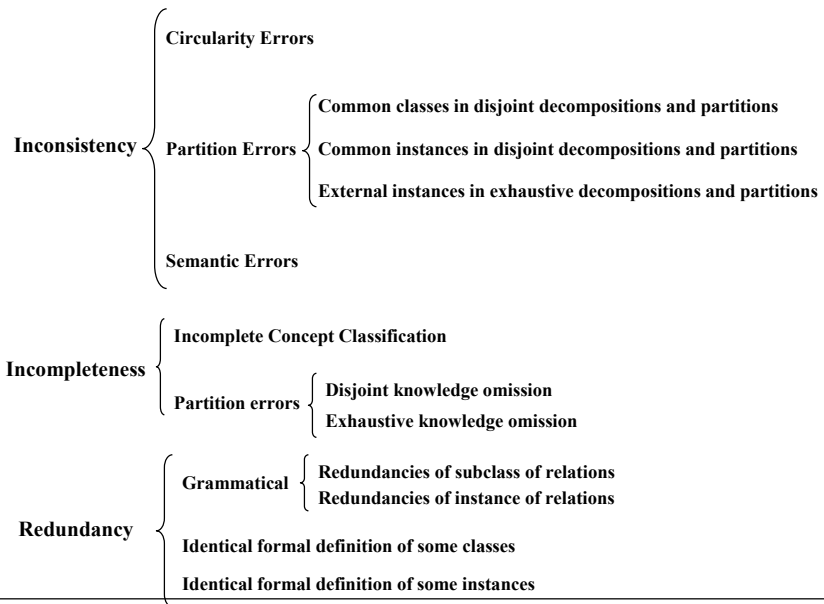 Circularity Errors
Common classes in disjoint decompositions and partitions
Inconsistency
Partition Errors
Common instances in disjoint decompositions and partitions
External instances in exhaustive decompositions and partitions
Semantic Errors
Incomplete Concept Classification
Incompleteness
Partition errors
Disjoint knowledge omission
Exhaustive knowledge omission
Grammatical
Redundancies of subclass of relations
Redundancies of instance of relations
Redundancy
Identical formal definition of some classes
Identical formal definition of some instances